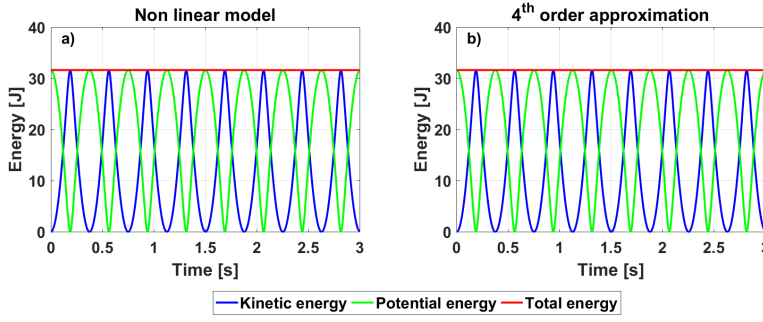 Non linear model
a)
Energy [J]
40
30
20
10
0
0 0.5 1 1.5 2 2.5 3
Time [s]
4th order approximation
b)
Energy [J]
40
30
20
10
0
0 0.5 1 1.5 2 2.5 3
Time [s]
Kinetic energy Potential energy Total energy